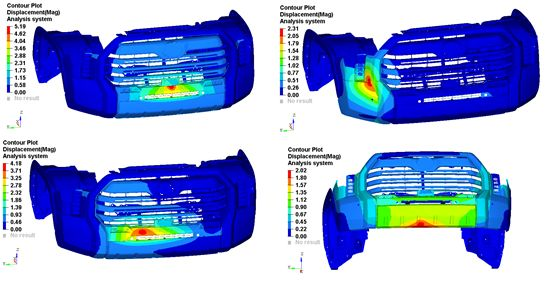 Contour Plot
Displacement(Mag)
Analysis system
5.19
4.62
4.04
3.46
2.88
2.31
1.73
1.15
0.58
0.00
No result
Z
Y
Contour Plot
Displacement(Mag)
Analysis system
2.31
2.05
1.80
1.54
1.28
1.03
0.77
0.51
0.26
0.00
No result
Z
Y
Contour Plot
Displacement(Mag)
Analysis system
4.18
3.71
3.25
2.78
2.32
1.86
1.39
0.93
0.46
0.00
No result
Z
Y
Contour Plot
Displacement(Mag)
Analysis system
2.02
1.80
1.57
1.35
1.12
0.90
0.67
0.45
0.22
0.00
No result
Z
Y